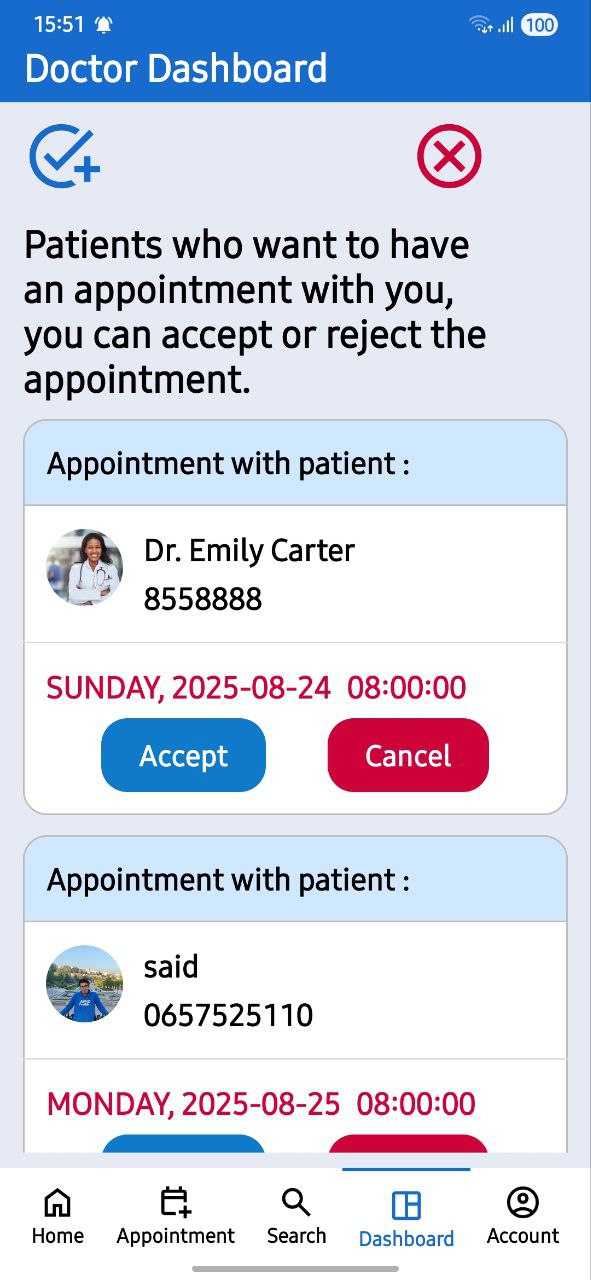 15:51
100
Doctor Dashboard
Patients who want to have
an appointment with you,
you can accept or reject the
appointment.
Appointment with patient :
Dr. Emily Carter
8558888
SUNDAY, 2025-08-24 08:00:00
Accept Cancel
Appointment with patient :
said
0657525110
MONDAY, 2025-08-25 08:00:00
Home Appointment Search Dashboard Account